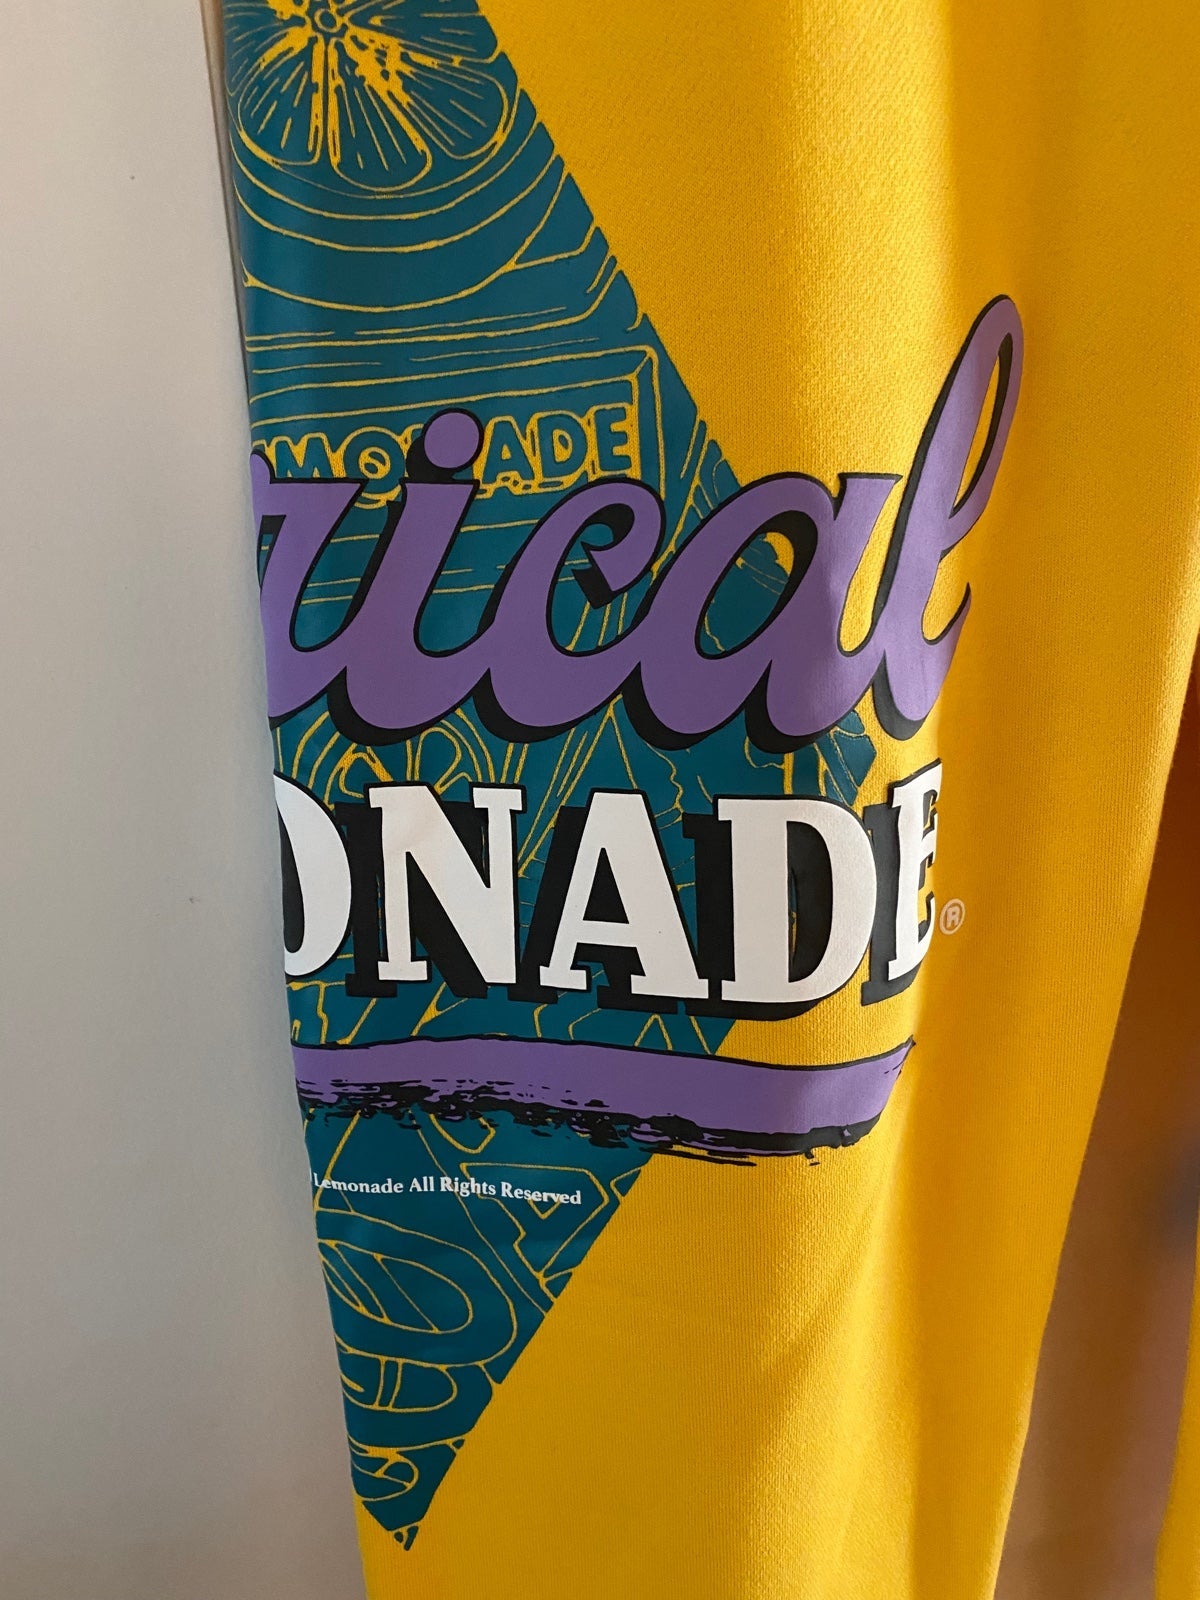 MONADE
rical
ONADE®
Lemonade All Rights Reserved